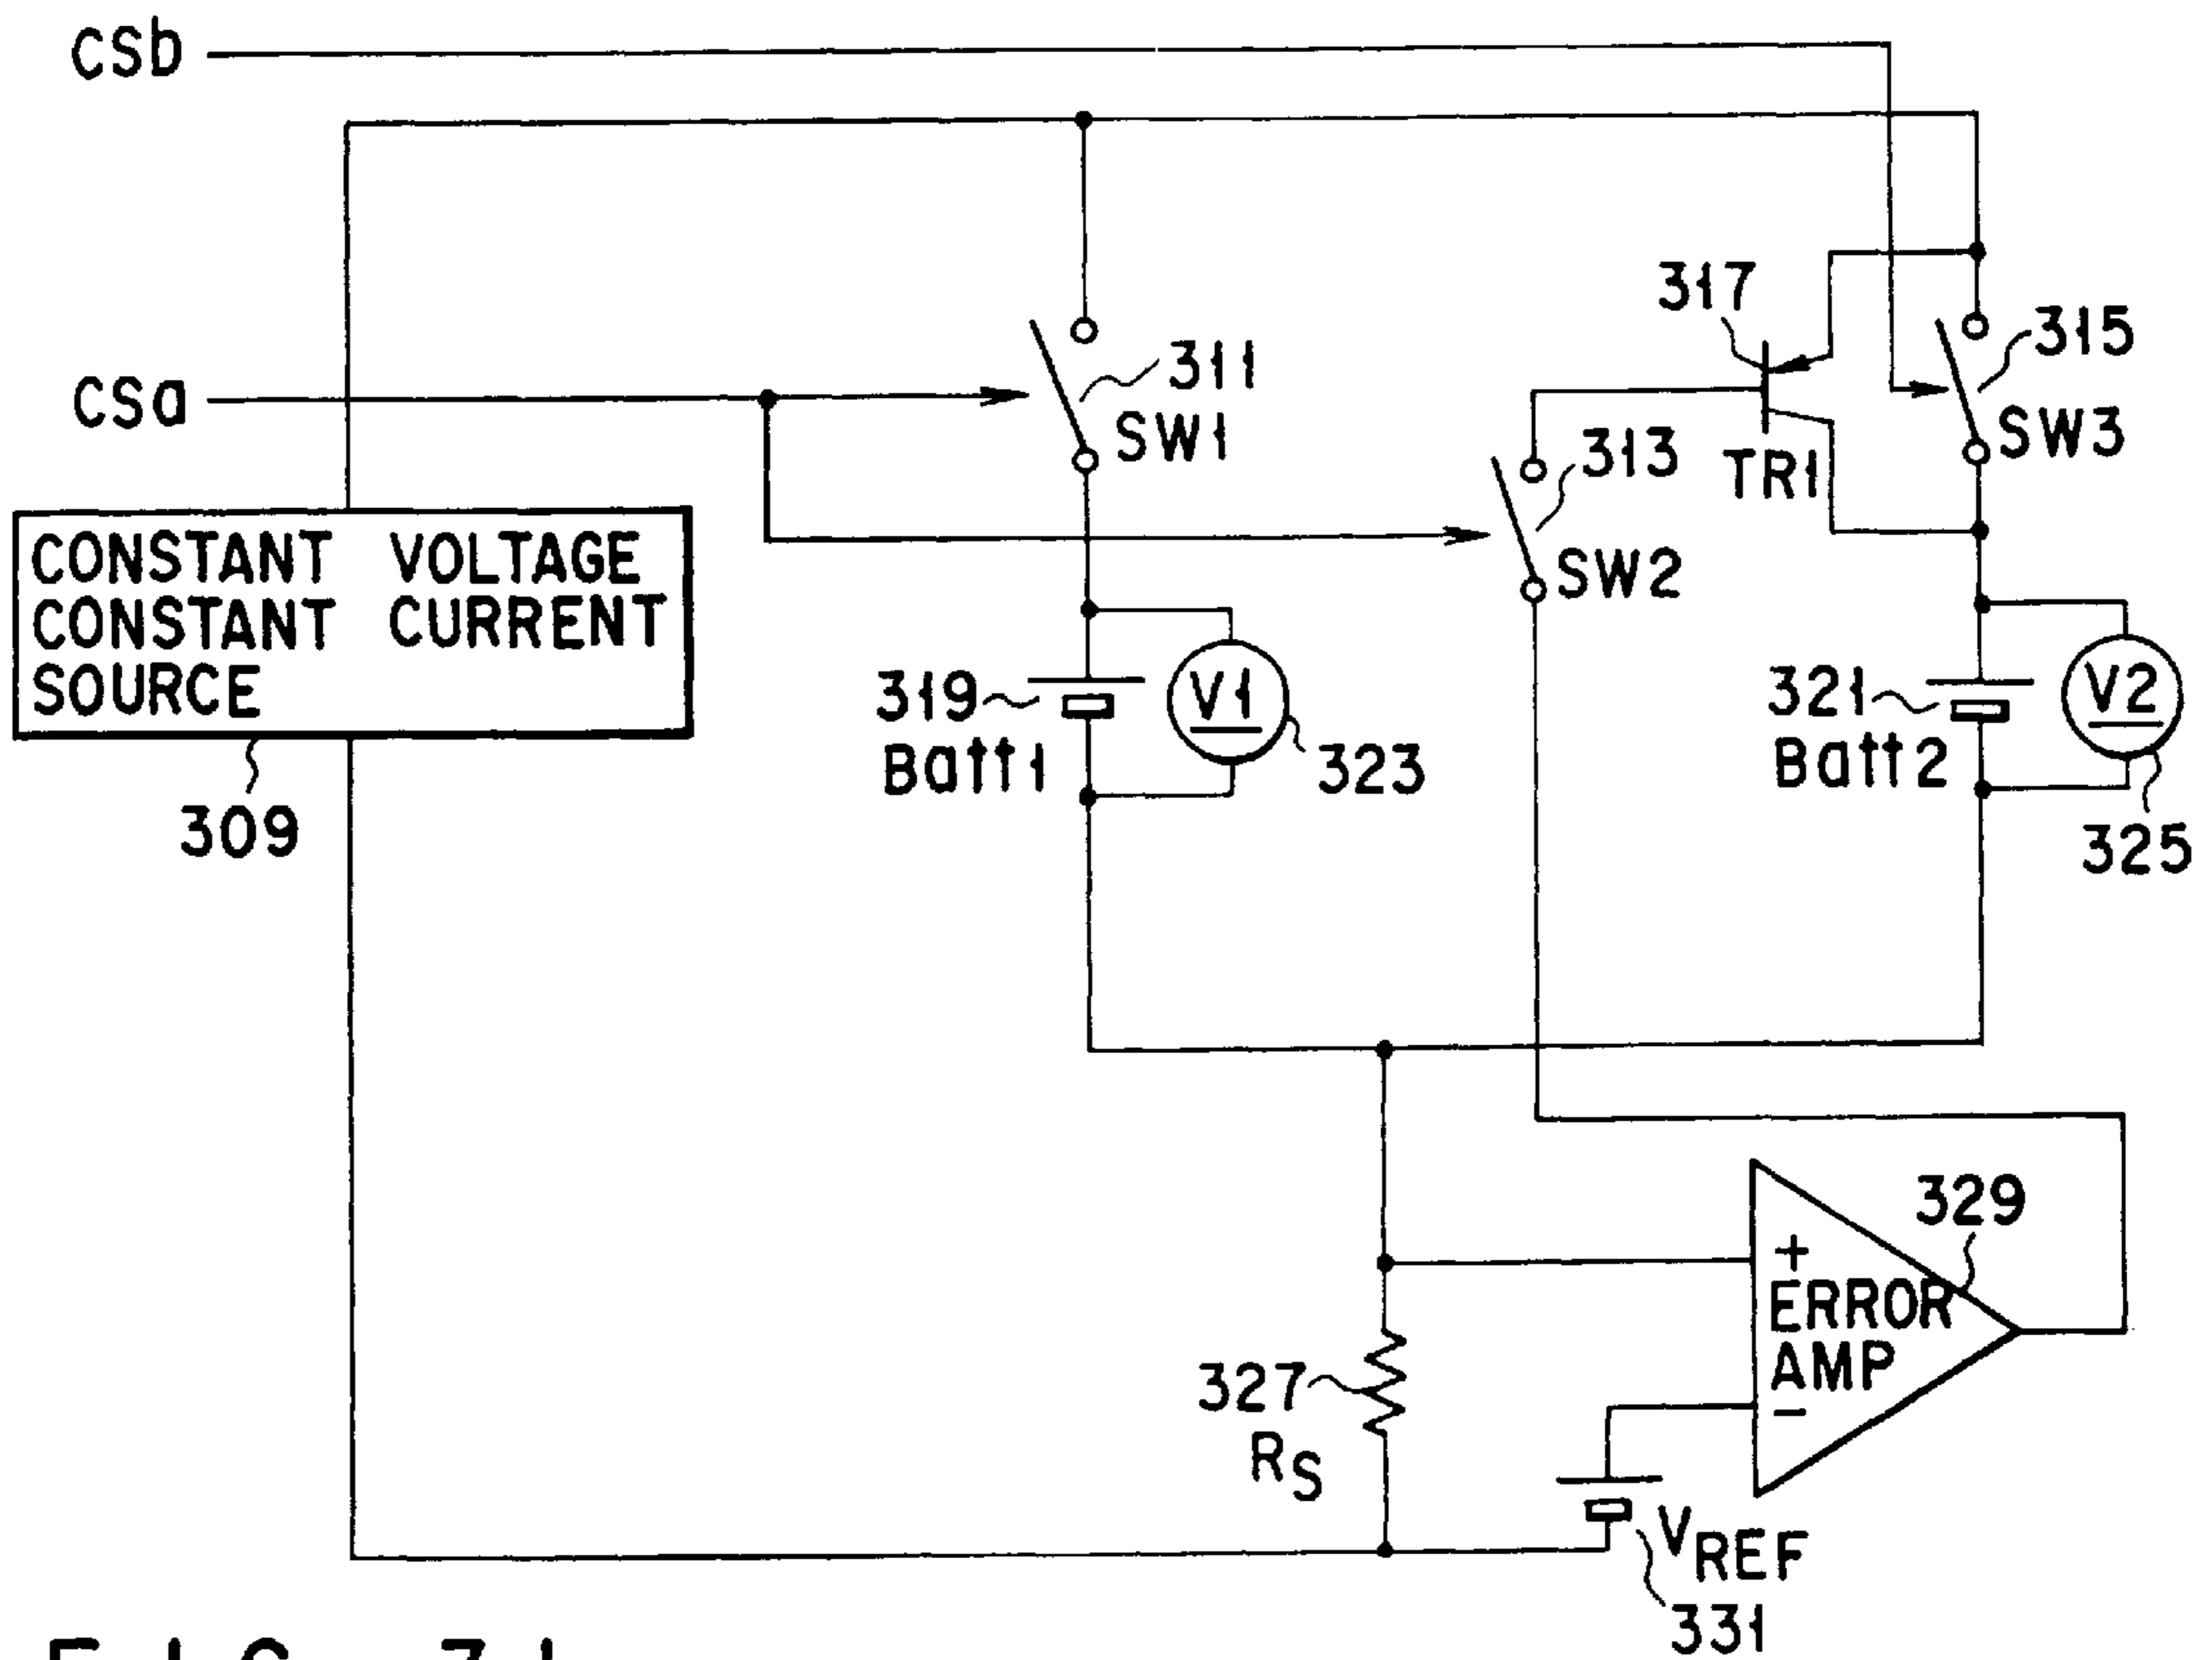 CSb
317
315
311
CSa
SW1
SW3
313
TR1
CONSTANT VOLTAGE
CONSTANT CURRENT
SOURCE
SW2
319
V1
321
V2
Batt1
323
Batt2
309
325
329
+
ERROR
AMP
327
−
RS
VREF
331